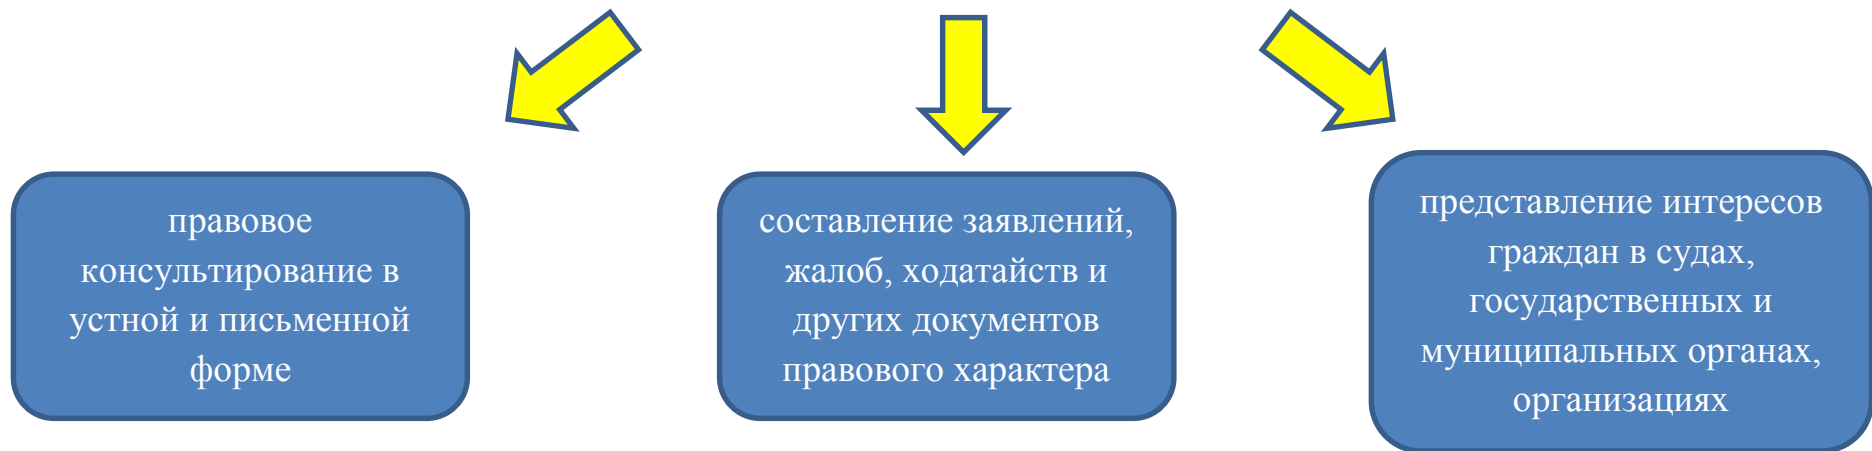 правовое
консультирование в
устной и письменной
форме
составление заявлений,
жалоб, ходатайств и
других документов
правового характера
представление интересов
граждан в судах,
государственных и
муниципальных органах,
организациях